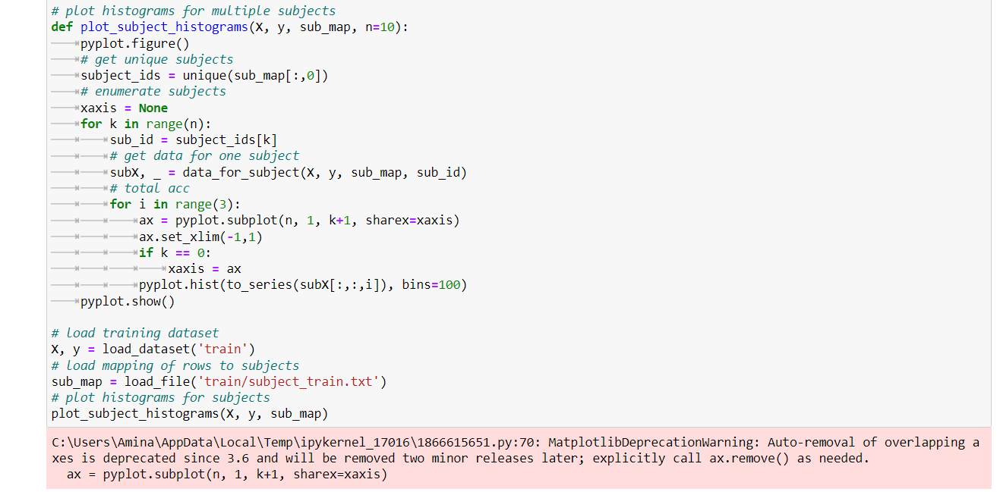 # plot histograms for multiple subjects
def plot_subject_histograms(X, y, sub_map, n=10):
    pyplot.figure()
    # get unique subjects
    subject_ids = unique(sub_map[:,0])
    # enumerate subjects
    xaxis = None
    for k in range(n):
        sub_id = subject_ids[k]
        # get data for one subject
        subX, _ = data_for_subject(X, y, sub_map, sub_id)
        # total acc
        for i in range(3):
            ax = pyplot.subplot(n, 1, k+1, sharex=xaxis)
            ax.set_xlim(-1,1)
            if k == 0:
                xaxis = ax
            pyplot.hist(to_series(subX[:,:,i]), bins=100)
    pyplot.show()

# load training dataset
X, y = load_dataset('train')
# load mapping of rows to subjects
sub_map = load_file('train/subject_train.txt')
# plot histograms for subjects
plot_subject_histograms(X, y, sub_map)
C:\Users\Amina\AppData\Local\Temp\ipykernel_17016\1866615651.py:70: MatplotlibDeprecationWarning: Auto-removal of overlapping a
xes is deprecated since 3.6 and will be removed two minor releases later; explicitly call ax.remove() as needed.
  ax = pyplot.subplot(n, 1, k+1, sharex=xaxis)